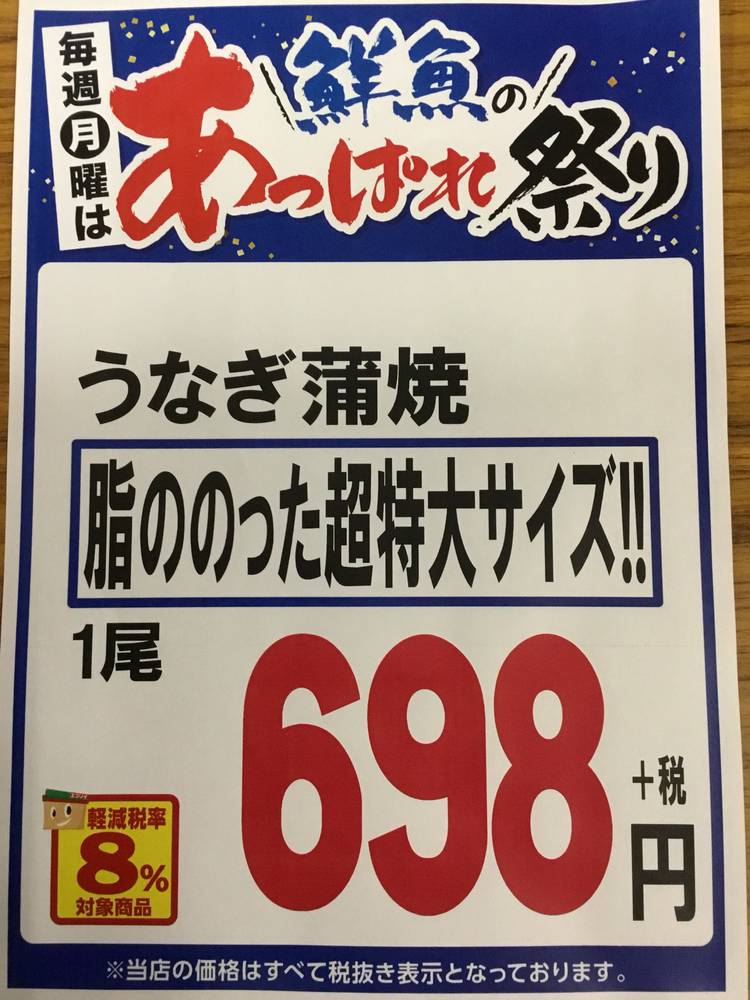 毎週月曜は
鮮魚の
あっぱれ祭り
うなぎ蒲焼
脂ののった超特大サイズ!!
1尾
698
+税
円
軽減税率
8%
対象商品
※当店の価格はすべて税抜き表示となっております。